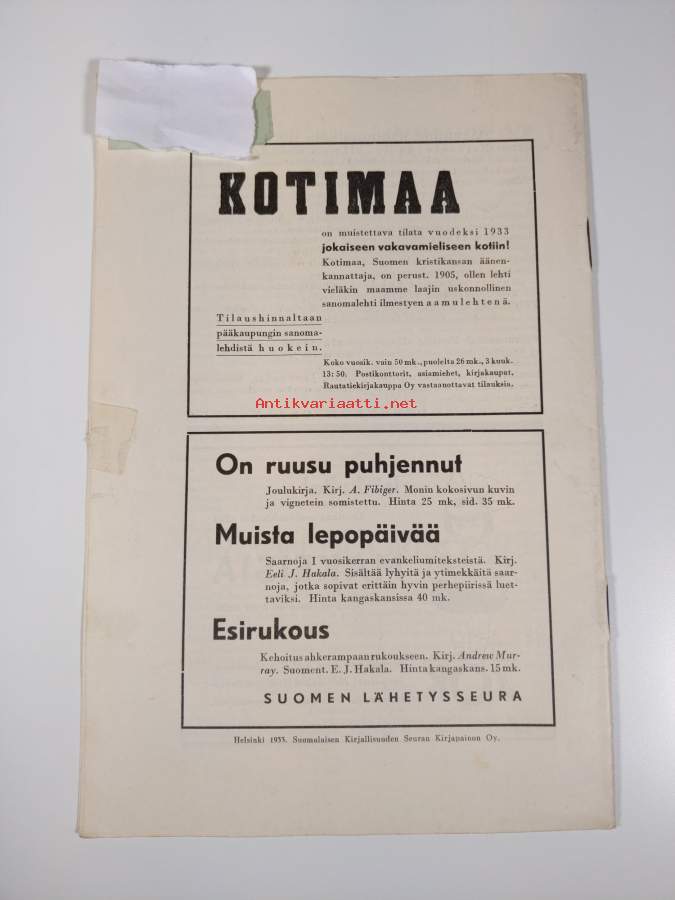 KOTIMAA
on muistettava tilata vuodeksi 1933
jokaiseen vakavamieliseen kotiin!
Kotimaa, Suomen kristikansan äänen-
kannattaja, on perust. 1905, ollen lehti
vieläkin maamme laajin uskonnollinen
sanomalehti ilmestyen aamulehtenä.
Tilaushinnaltaan
pääkaupungin sanoma-
lehdistä huokein.
Koko vuosik. vain 50 mk., puolelta 26 mk., 3 kuuk.
13: 50. Postikonttorit, asiamiehet, kirjakaupat,
Rautatiekirjakauppa Oy vastaanottavat tilauksia.
Antikvariaatti.net
On ruusu puhjennut
Joulukirja. Kirj. A. Fibiger. Monin kokosivun kuvin
ja vignetein somistettu. Hinta 25 mk, sid. 35 mk.
Muista lepopäivää
Saarnoja I vuosikerran evankeliumiteksteistä. Kirj.
Eeli J. Hakala. Sisältää lyhyitä ja ytimekkäitä saar-
noja, jotka sopivat erittäin hyvin perhepiirissä luet-
taviksi. Hinta kangaskansissa 40 mk.
Esirukous
Kehoitus ahkerampaan rukoukseen. Kirj. Andrew Mur-
ray. Suoment. E. J. Hakala. Hinta kangaskans. 15 mk.
SUOMEN LÄHETYSSEURA
Helsinki 1933. Suomalaisen Kirjallisuuden Seuran Kirjapainon Oy.